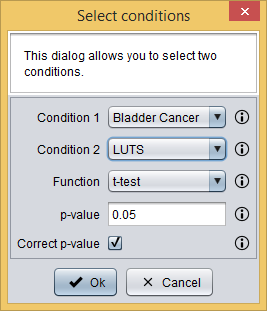 Select conditions
This dialog allows you to select two
conditions.
Condition 1 Bladder Cancer
Condition 2 LUTS
Function t-test
p-value 0.05
Correct p-value
Ok Cancel